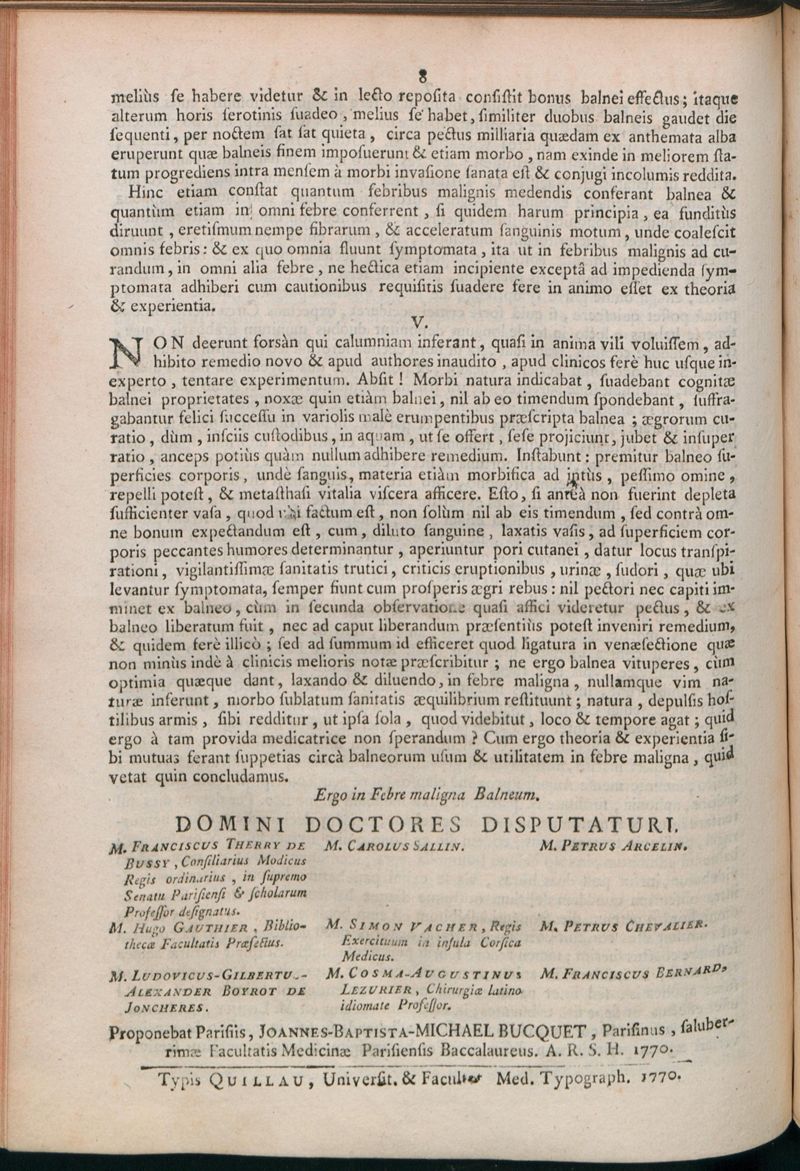 8
meliùs ſe habere videtur & in lecto repoſita conſiſtit bonus balnei effectus; itaque
alterum horis ſerotinis ſuadeo, melius ſe habet, ſimiliter duobus balneis gaudet die
ſequenti, per noctem ſat ſat quieta, circa pectus milliaria quædam ex anthemata alba
eruperunt quæ balneis finem impoſuerunt & etiam morbo, nam exinde in meliorem ſta-
tum progrediens intra menſem à morbi invaſione ſanata eſt & conjugi incolumis reddita.
Hinc etiam conſtat quantum febribus malignis medendis conferant balnea &
quantùm etiam in omni febre conferrent, ſi quidem harum principia, ea funditùs
diruunt, eretiſmum nempe fibrarum, & acceleratum ſanguinis motum, unde coaleſcit
omnis febris: & ex quo omnia fluunt ſymptomata, ita ut in febribus malignis ad cu-
randum, in omni alia febre, ne hectica etiam incipiente exceptâ ad impedienda ſym-
ptomata adhiberi cum cautionibus requiſitis ſuadere fere in animo eſſet ex theoria
& experientia.
V.
NON deerunt forsàn qui calumniam inferant, quaſi in anima vili voluiſſem, ad-
hibito remedio novo & apud authores inaudito, apud clinicos ferè huc uſque in-
experto, tentare experimentum. Abſit! Morbi natura indicabat, ſuadebant cognitæ
balnei proprietates, noxæ quin etiàm balnei, nil ab eo timendum ſpondebant, ſuffra-
gabantur felici ſucceſſu in variolis malè erumpentibus præſcripta balnea; ægrorum cu-
ratio, dùm, inſciis cuſtodibus, in aquam, ut ſe offert, ſeſe projiciunt, jubet & inſuper
ratio, anceps potiùs quàm nullum adhibere remedium. Inſtabunt: premitur balneo ſu-
perficies corporis, undè ſanguis, materia etiàm morbifica ad intùs, peſſimo omine,
repelli poteſt, & metaſthaſi vitalia viſcera afficere. Eſto, ſi anteà non fuerint depleta
ſufficienter vaſa, quod ubi factum eſt, non ſolùm nil ab eis timendum, ſed contrà om-
ne bonum expectandum eſt, cum, diluto ſanguine, laxatis vaſis, ad ſuperficiem cor-
poris peccantes humores determinantur, aperiuntur pori cutanei, datur locus tranſpi-
rationi, vigilantiſſimæ ſanitatis trutici, criticis eruptionibus, urinæ, ſudori, quæ ubi
levantur ſymptomata, ſemper fiunt cum proſperis ægri rebus: nil pectori nec capiti im-
minet ex balneo, cùm in ſecunda obſervatione quaſi affici videretur pectus, & ex
balneo liberatum fuit, nec ad caput liberandum præſentiùs poteſt inveniri remedium,
& quidem ferè illicò; ſed ad ſummum id efficeret quod ligatura in venæſectione quæ
non minùs indè à clinicis melioris notæ præſcribitur; ne ergo balnea vituperes, cùm
optimia quæque dant, laxando & diluendo, in febre maligna, nullamque vim na-
turæ inferunt, morbo ſublatum ſanitatis æquilibrium reſtituunt; natura, depulſis hoſ-
tilibus armis, ſibi redditur, ut ipſa ſola, quod videbitut, loco & tempore agat; quid
ergo à tam provida medicatrice non ſperandum? Cum ergo theoria & experientia ſi-
bi mutuas ferant ſuppetias circà balneorum uſum & utilitatem in febre maligna, quid
vetat quin concludamus.
Ergo in Febre maligna Balneum.
DOMINI DOCTORES DISPUTATURI.
M. FRANCISCUS THERRY DE M. CAROLUS SALLIN. M. PETRUS ARCELIN.
BUSSY, Conſiliarius Modicus
Regis ordinarius, in ſupremo
Senatu Pariſienſi & ſcholarum
Profeſſor deſignatus.
M. Hugo GAUTHIER, Biblio- M. SIMON VACHER, Regis M. PETRUS CHEVALIER.
thecæ Facultatis Præfectus. Exercituum in inſula Corſica
Medicus.
M. LUDOVICUS-GILBERTUS- M. COSMA-AUGUSTINUS M. FRANCISCUS BERNARD,
ALEXANDER BOYROT DE LEZURIER, Chirurgiæ latino
JONCHERES. idiomate Profeſſor.
Proponebat Pariſiis, JOANNES-BAPTISTA-MICHAEL BUCQUET, Pariſinus, ſaluber-
rimæ Facultatis Medicinæ Pariſienſis Baccalaureus. A. R. S. H. 1770.
Typis QUILLAU, Univerſit. & Facultat Med. Typograph. 1770.